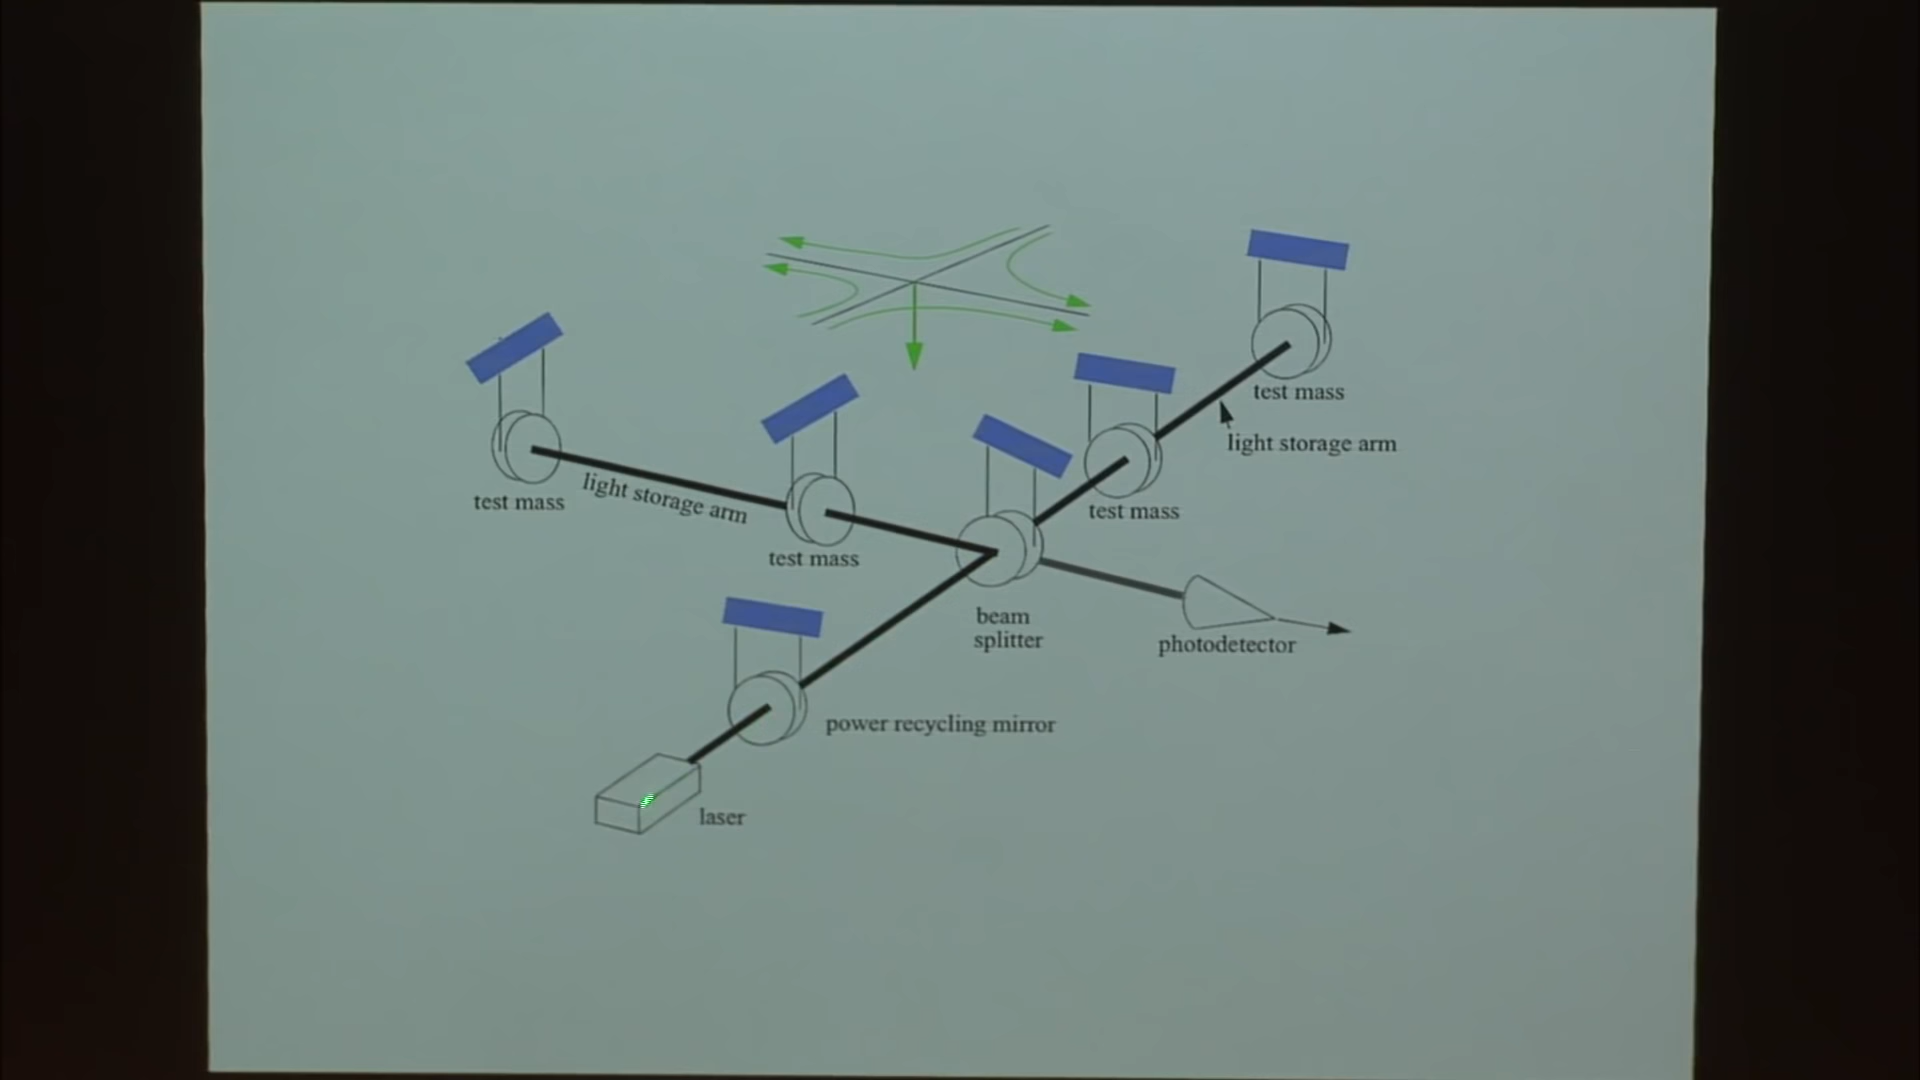 test mass
light storage arm
test mass
light storage arm
test mass
test mass
beam
splitter
photodetector
power recycling mirror
laser